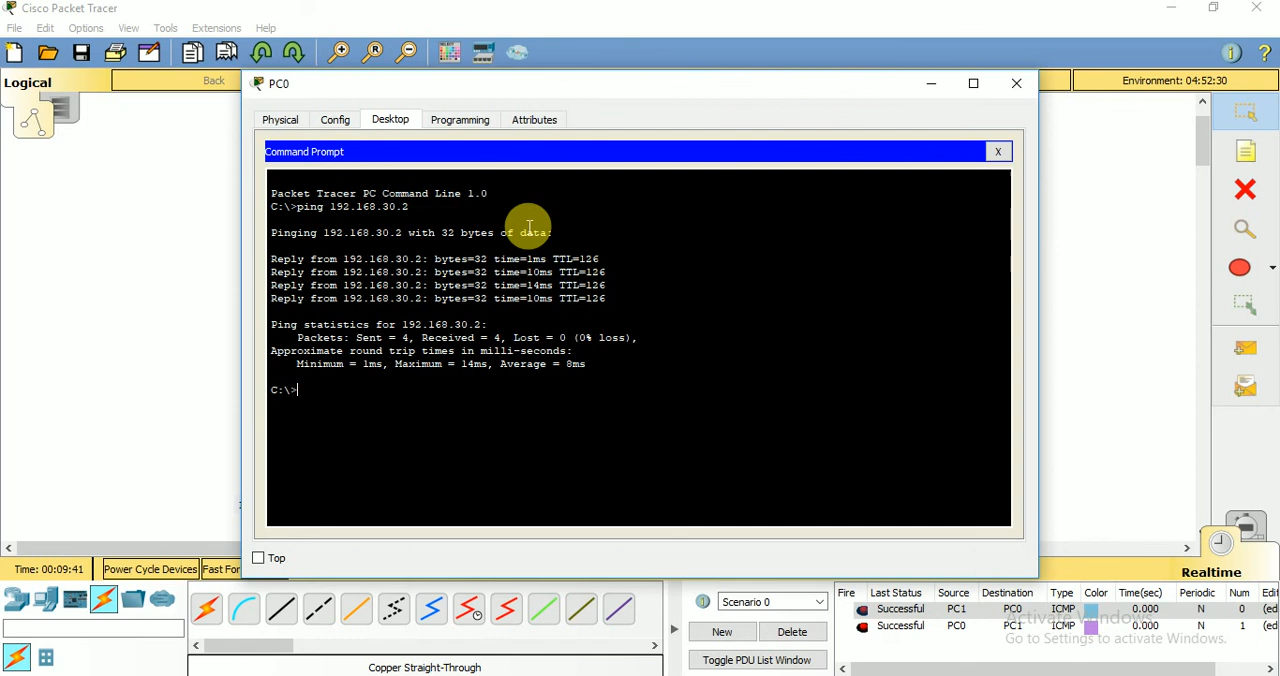 Cisco Packet Tracer
File Edit Options View Tools Extensions Help
Logical
Back
Environment: 04:52:30
PC0
Physical Config Desktop Programming Attributes
Command Prompt
X
Packet Tracer PC Command Line 1.0
C:\>ping 192.168.30.2
Pinging 192.168.30.2 with 32 bytes of data:
Reply from 192.168.30.2: bytes=32 time=1ms TTL=126
Reply from 192.168.30.2: bytes=32 time=10ms TTL=126
Reply from 192.168.30.2: bytes=32 time=14ms TTL=126
Reply from 192.168.30.2: bytes=32 time=10ms TTL=126
Ping statistics for 192.168.30.2:
Packets: Sent = 4, Received = 4, Lost = 0 (0% loss),
Approximate round trip times in milli-seconds:
Minimum = 1ms, Maximum = 14ms, Average = 8ms
C:\>
Top
Time: 00:09:41 Power Cycle Devices Fast For
Realtime
Scenario 0
New Delete
Toggle PDU List Window
Copper Straight-Through
Fire Last Status Source Destination Type Color Time(sec) Periodic Num Edi
Successful PC1 PC0 ICMP 0.000 N 0 (ed
Successful PC0 PC1 ICMP 0.000 N 1 (ed
Activate Windows
Go to Settings to activate Windows.